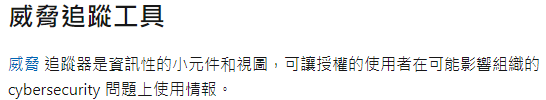 威脅追蹤工具
威脅 追蹤器是資訊性的小元件和視圖，可讓授權的使用者在可能影響組織的
cybersecurity 問題上使用情報。